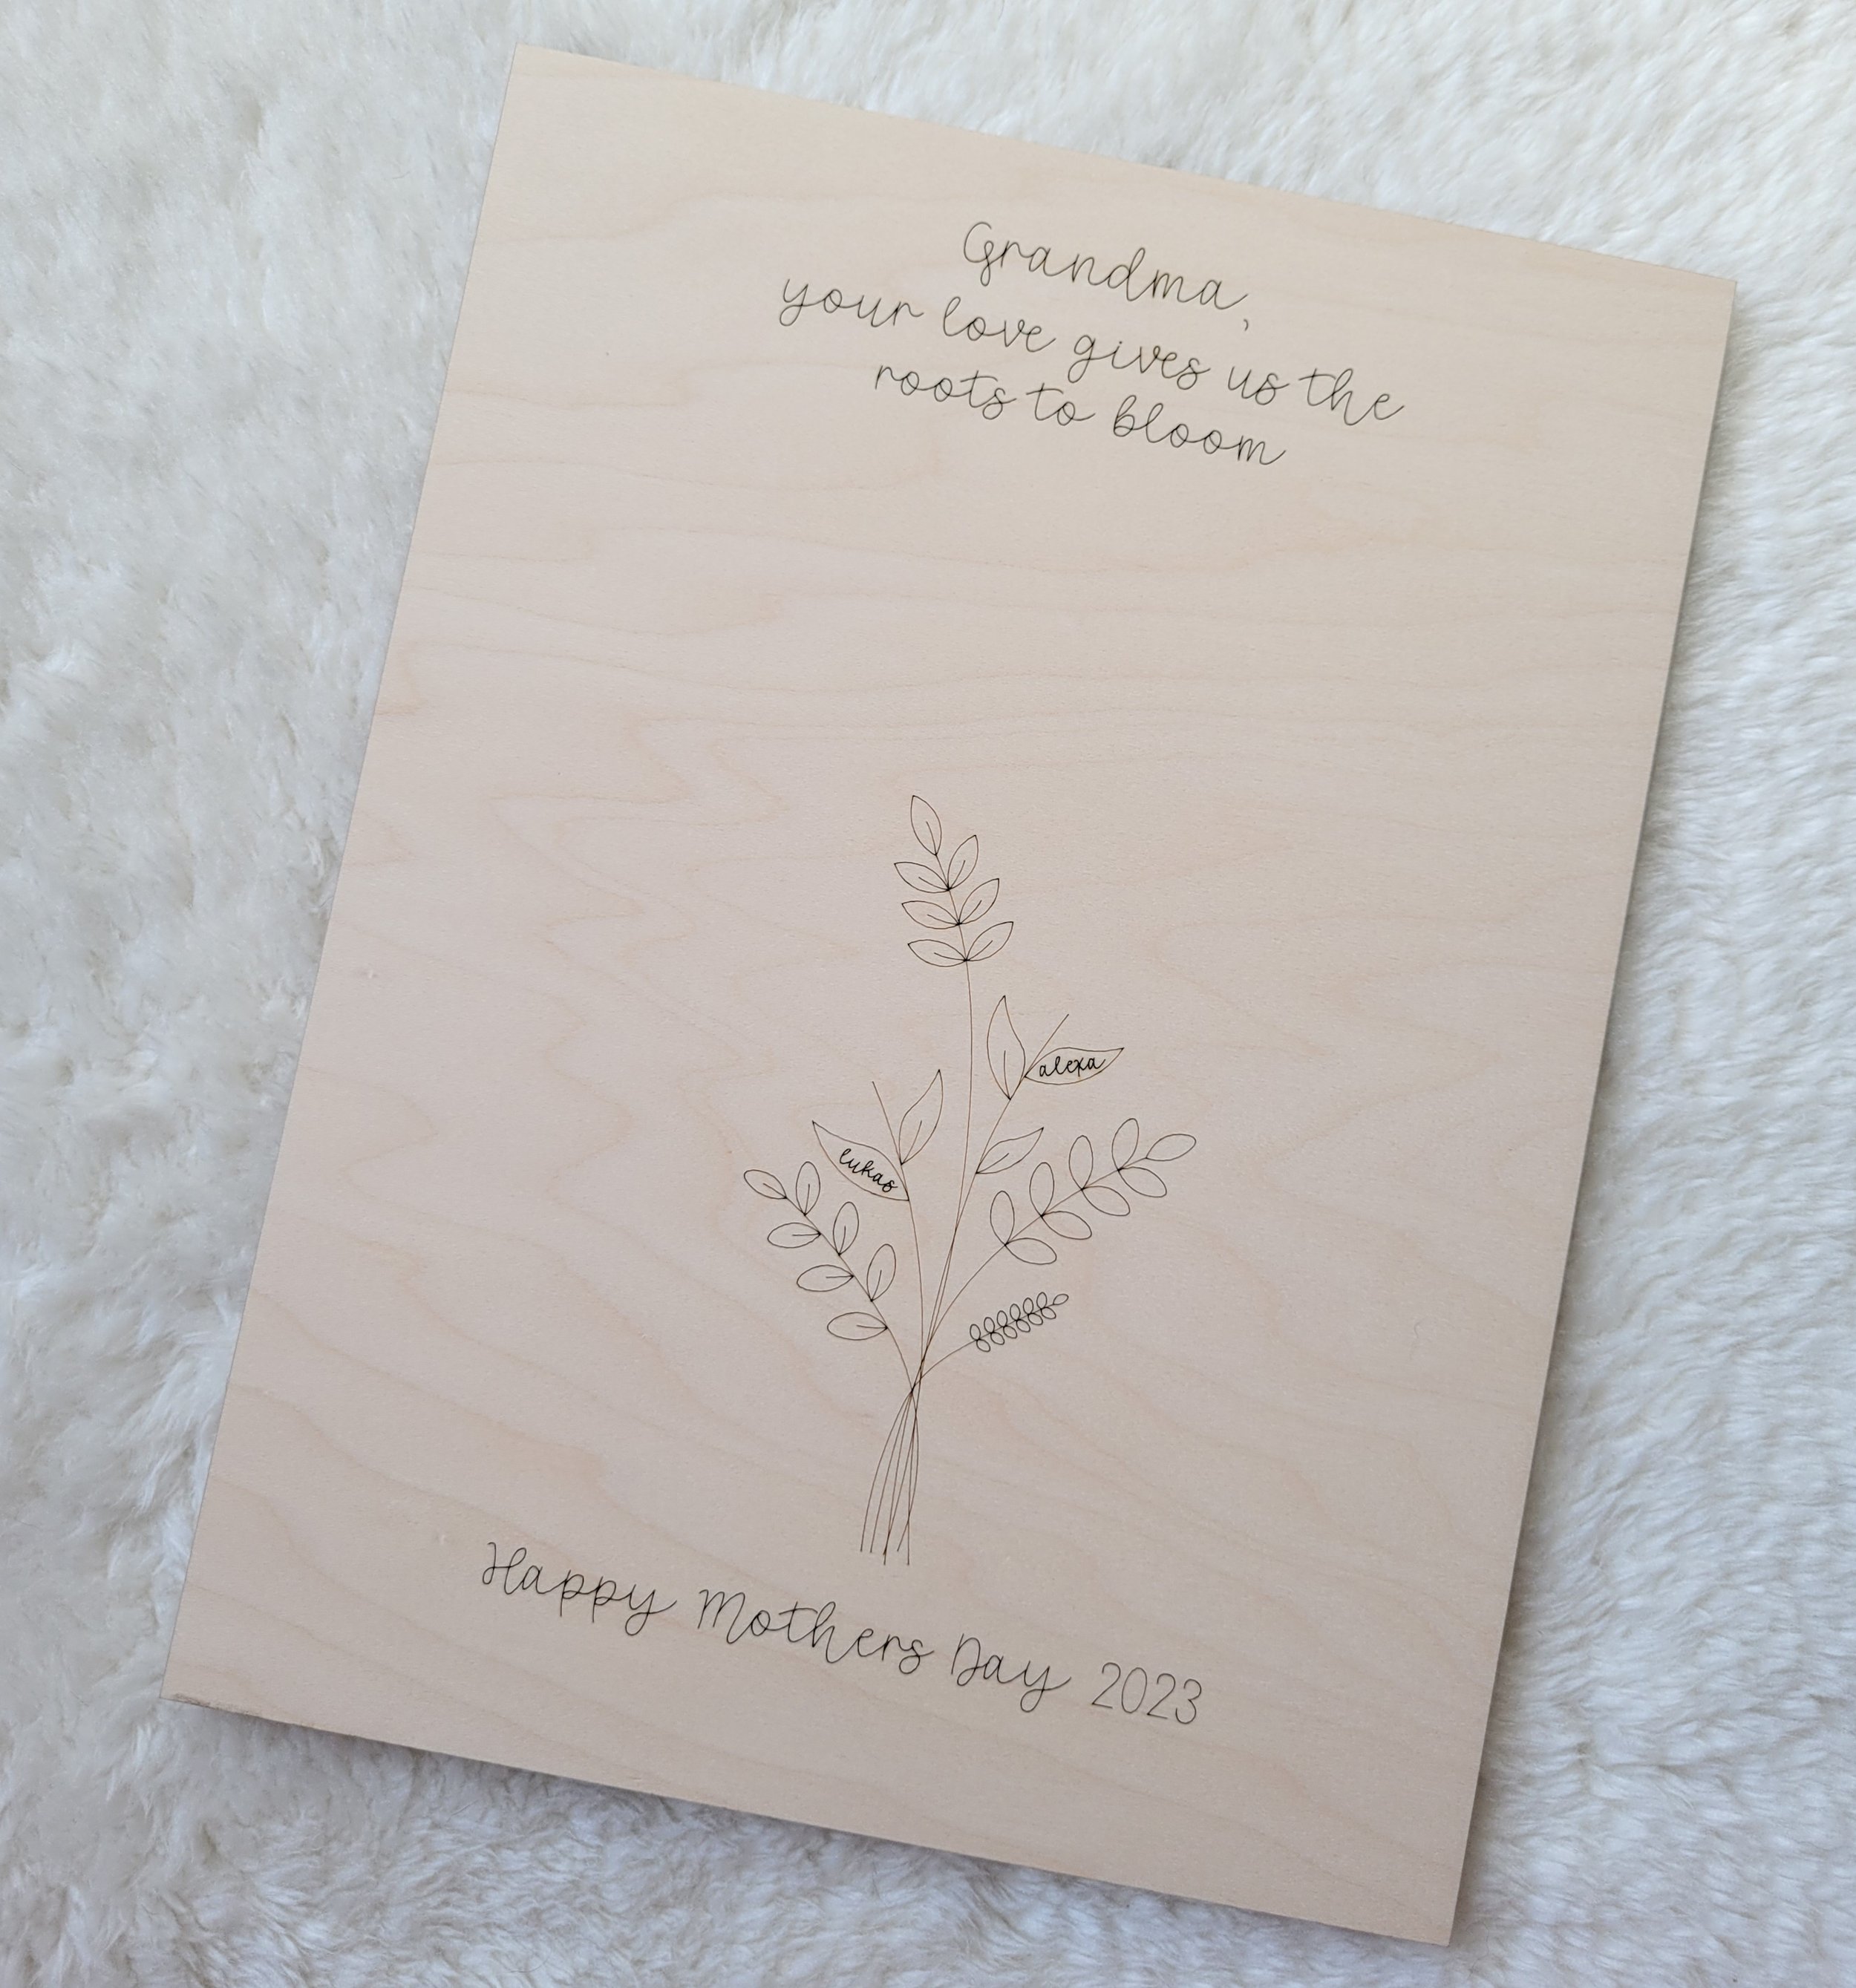 Grandma,
your love gives us the
roots to bloom
alexa
lukas
Happy Mothers Day 2023